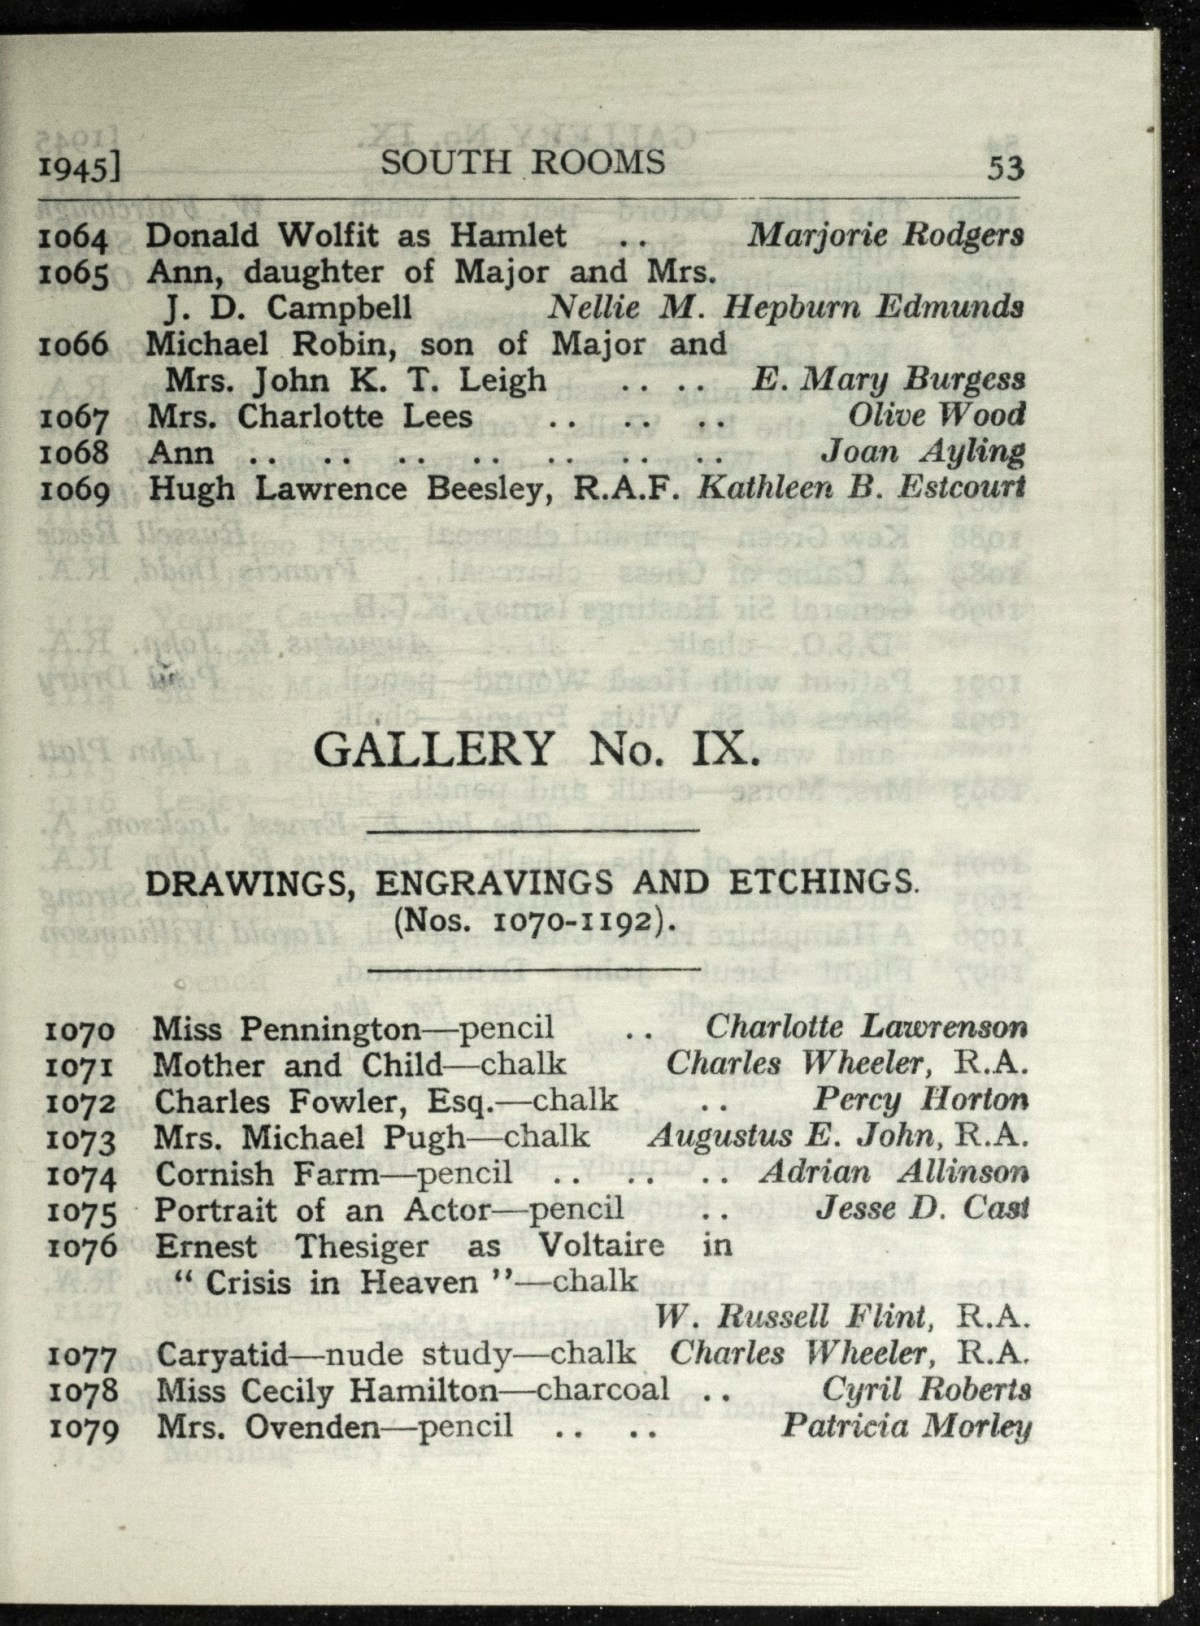 1945] SOUTH ROOMS 53
1064 Donald Wolfit as Hamlet .. Marjorie Rodgers
1065 Ann, daughter of Major and Mrs.
J. D. Campbell Nellie M. Hepburn Edmunds
1066 Michael Robin, son of Major and
Mrs. John K. T. Leigh .. .. E. Mary Burgess
1067 Mrs. Charlotte Lees .. .. .. Olive Wood
1068 Ann .. .. .. .. .. .. .. Joan Ayling
1069 Hugh Lawrence Beesley, R.A.F. Kathleen B. Estcourt
GALLERY No. IX.
DRAWINGS, ENGRAVINGS AND ETCHINGS.
(Nos. 1070-1192).
1070 Miss Pennington—pencil .. Charlotte Lawrenson
1071 Mother and Child—chalk Charles Wheeler, R.A.
1072 Charles Fowler, Esq.—chalk .. Percy Horton
1073 Mrs. Michael Pugh—chalk Augustus E. John, R.A.
1074 Cornish Farm—pencil .. .. .. Adrian Allinson
1075 Portrait of an Actor—pencil .. Jesse D. Cast
1076 Ernest Thesiger as Voltaire in
“ Crisis in Heaven ”—chalk
W. Russell Flint, R.A.
1077 Caryatid—nude study—chalk Charles Wheeler, R.A.
1078 Miss Cecily Hamilton—charcoal .. Cyril Roberts
1079 Mrs. Ovenden—pencil .. .. Patricia Morley